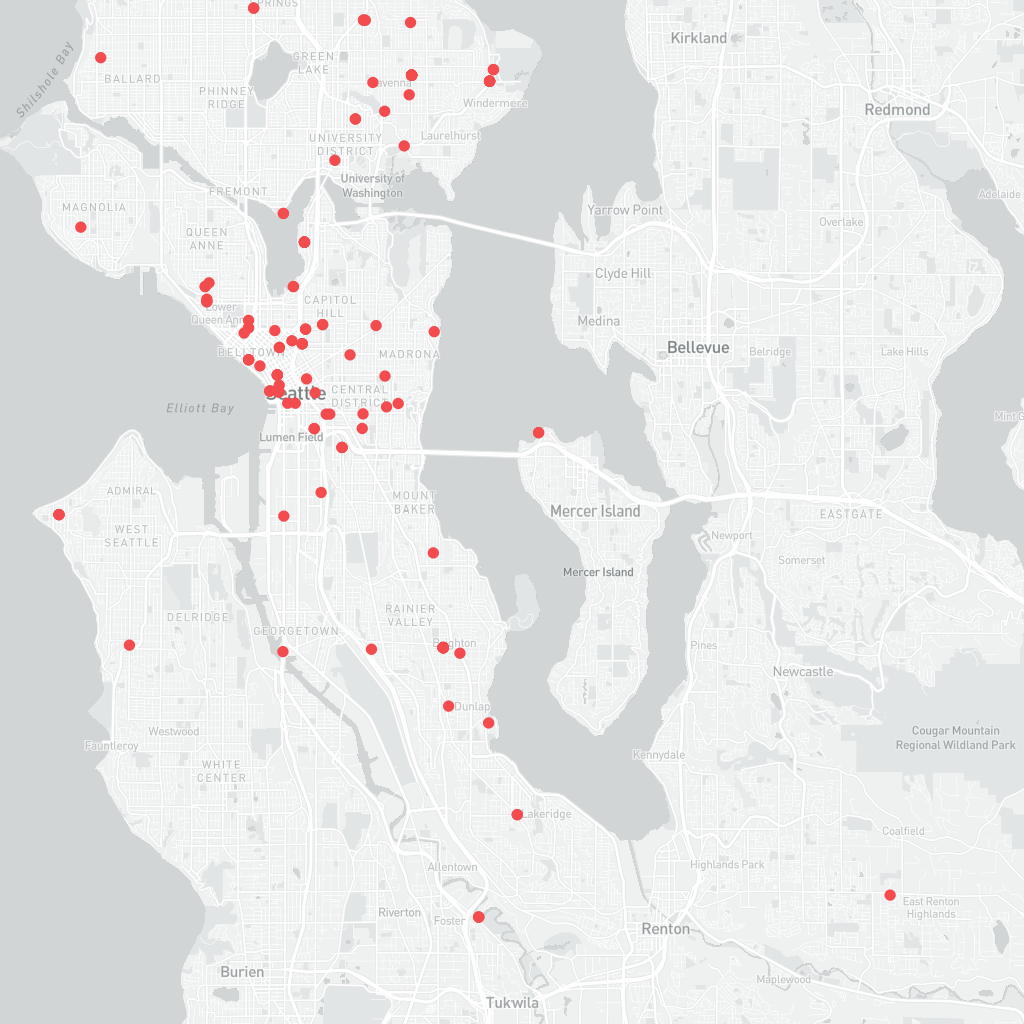 PRINGS
Kirkland
Shilshole Bay
GREEN
LAKE
BALLARD
PHINNEY
RIDGE
avenna
Windermere
Redmond
UNIVERSITY
DISTRICT
Laurelhurst
University of
Washington
FREMONT
Adelaide
MAGNOLIA
Yarrow Point
Overlake
QUEEN
ANNE
Clyde Hill
CAPITOL
HILL
Lower
Queen Ann
Medina
BELLTOWN
MADRONA
Bellevue
Belridge
Lake Hills
Seattle
CENTRAL
DISTRICT
Elliott Bay
Mint G
Lumen Field
ADMIRAL
MOUNT
BAKER
Mercer Island
EASTGATE
WEST
SEATTLE
Newport
Somerset
Mercer Island
DELRIDGE
RAINIER
VALLEY
GEORGETOWN
Brighton
Pines
Newcastle
Dunlap
Westwood
Fauntleroy
Cougar Mountain
Regional Wildland Park
Kennydale
WHITE
CENTER
Lakeridge
Coalfield
Allentown
Highlands Park
East Renton
Highlands
Riverton
Foster
Renton
Burien
Maplewood
Tukwila